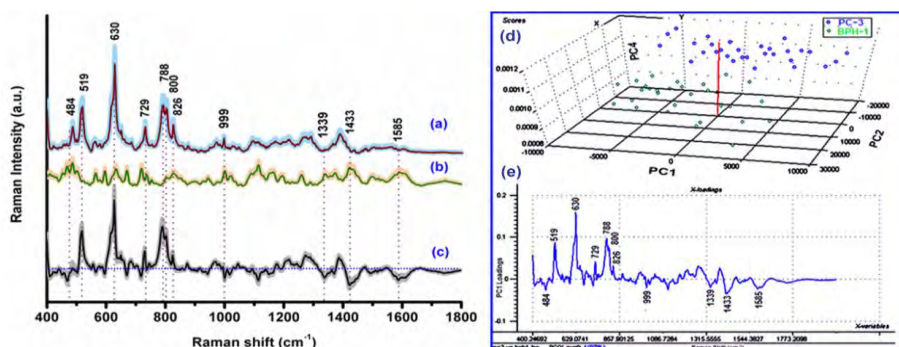 Raman Intensity (a.u.)
484
519
630
729
788
800
826
999
1339
1433
1585
(a)
(b)
(c)
400 600 800 1000 1200 1400 1600 1800
Raman shift (cm-1)
Scores
(d)
X
Y
PC-3
BPH-1
PC4
0.0012
0.0011
0.0010
0.0009
-10000
-5000
0
5000
10000
PC1
-20000
-10000
0
30000
PC2
(e)
X-loadings
PC1 Loadings
0.2
0.1
0
-0.1
484
519
630
729
788
800
826
999
1339
1433
1585
X-variables
400.24692 629.0741 857.90125 1086.7284 1315.5555 1544.3827 1773.2098